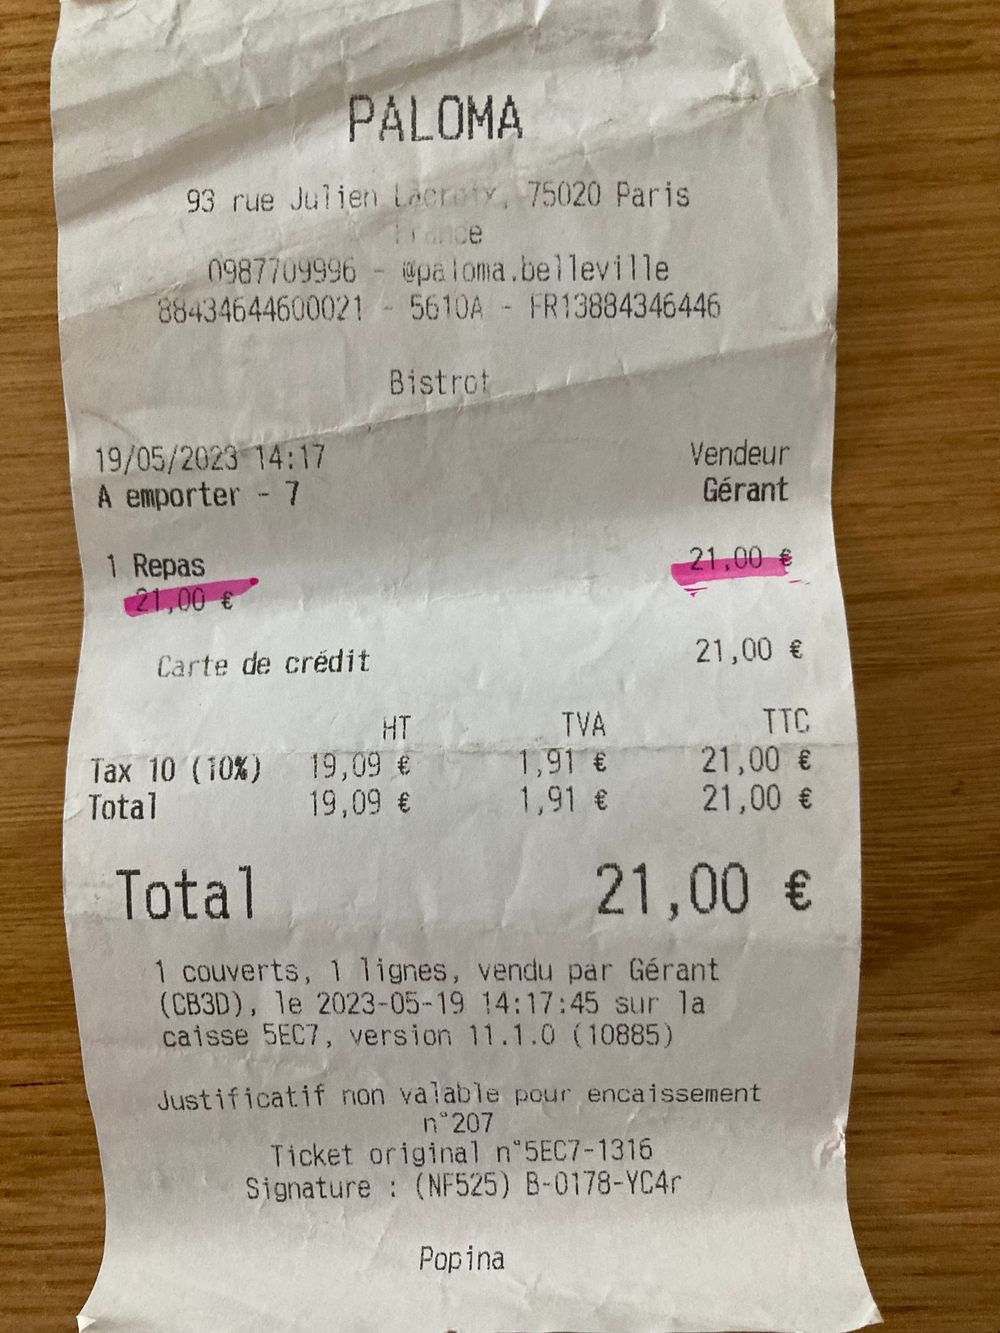 PALOMA
93 rue Julien Lacroix, 75020 Paris
France
0987709996 - @paloma.belleville
88434644600021 - 5610A - FR13884346446
Bistrot
19/05/2023 14:17 Vendeur
A emporter - 7 Gérant
1 Repas 21,00 €
21,00 €
Carte de crédit 21,00 €
HT TVA TTC
Tax 10 (10%) 19,09 € 1,91 € 21,00 €
Total 19,09 € 1,91 € 21,00 €
Total 21,00 €
1 couverts, 1 lignes, vendu par Gérant
(CB3D), le 2023-05-19 14:17:45 sur la
caisse 5EC7, version 11.1.0 (10885)
Justificatif non valable pour encaissement
n°207
Ticket original n°5EC7-1316
Signature : (NF525) B-0178-YC4r
Popina